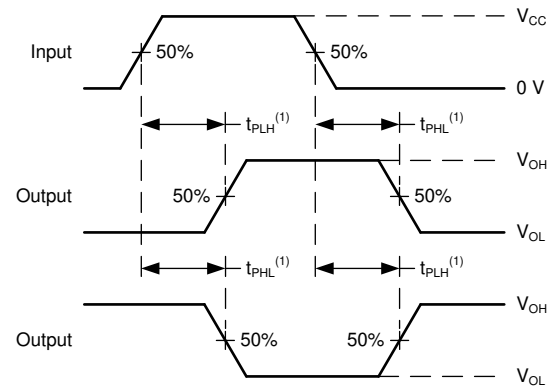 V_CC
Input 50% 50%
0 V
t_PLH^(1) t_PHL^(1)
V_OH
Output 50% 50%
V_OL
t_PHL^(1) t_PLH^(1)
V_OH
Output 50% 50%
V_OL